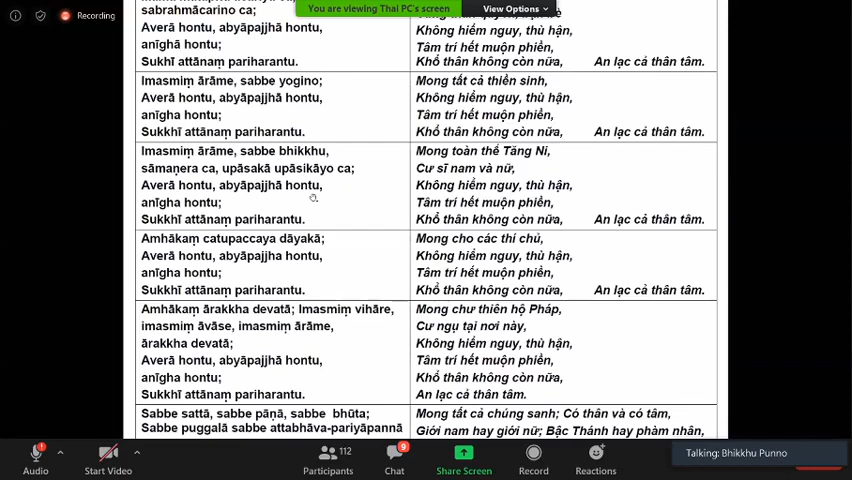 Recording
You are viewing Thai PC's screen
View Options
sabrahmācarino ca;
Averā hontu, abyāpajjhā hontu,
anīghā hontu;
Sukhī attānaṃ pariharantu.
Không hiểm nguy, thù hận,
Tâm trí hết muộn phiền,
Khổ thân không còn nữa, An lạc cả thân tâm.
Imasmiṃ ārāme, sabbe yogino;
Averā hontu, abyāpajjhā hontu,
anīgha hontu;
Sukkhī attānaṃ pariharantu.
Mong tất cả thiền sinh,
Không hiểm nguy, thù hận,
Tâm trí hết muộn phiền,
Khổ thân không còn nữa, An lạc cả thân tâm.
Imasmiṃ ārāme, sabbe bhikkhu,
sāmaṇera ca, upāsakā upāsikāyo ca;
Averā hontu, abyāpajjhā hontu,
anīgha hontu;
Sukkhī attānaṃ pariharantu.
Mong toàn thể Tăng Ni,
Cư sĩ nam và nữ,
Không hiểm nguy, thù hận,
Tâm trí hết muộn phiền,
Khổ thân không còn nữa, An lạc cả thân tâm.
Amhākaṃ catupaccaya dāyakā;
Averā hontu, abyāpajjha hontu,
anīgha hontu;
Sukkhī attānaṃ pariharantu.
Mong cho các thí chủ,
Không hiểm nguy, thù hận,
Tâm trí hết muộn phiền,
Khổ thân không còn nữa, An lạc cả thân tâm.
Amhākaṃ ārakkha devatā; Imasmiṃ vihāre,
imasmiṃ āvāse, imasmiṃ ārāme,
ārakkha devatā;
Averā hontu, abyāpajjhā hontu,
anīgha hontu;
Sukkhī attānaṃ pariharantu.
Mong chư thiên hộ Pháp,
Cư ngụ tại nơi này,
Không hiểm nguy, thù hận,
Tâm trí hết muộn phiền,
Khổ thân không còn nữa,
An lạc cả thân tâm.
Sabbe sattā, sabbe pāṇā, sabbe bhūta;
Sabbe puggalā sabbe attabhāva-pariyāpannā
Mong tất cả chúng sanh; Có thân và có tâm,
Giới nam hay giới nữ; Bậc Thánh hay phàm nhân,
Audio
Start Video
112
Participants
9
Chat
Share Screen
Record
Reactions
Talking: Bhikkhu Punno